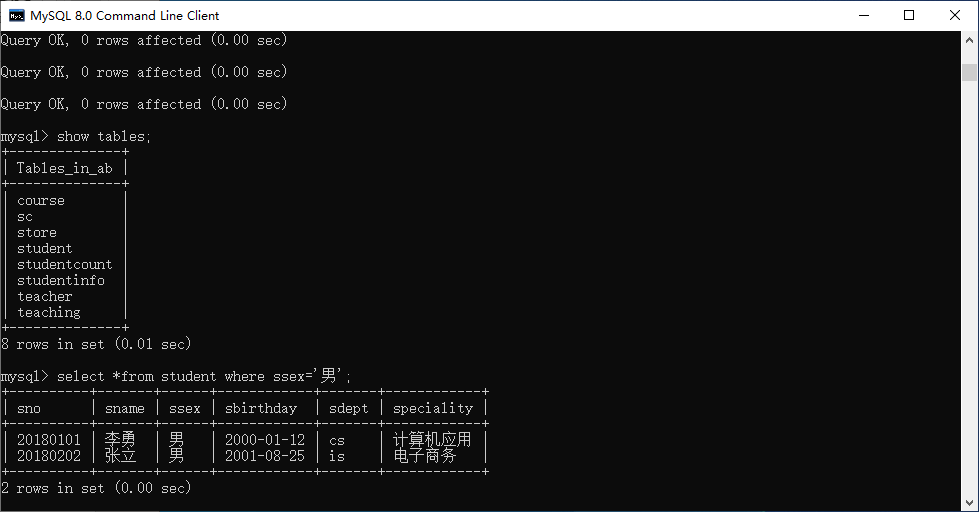 MySQL 8.0 Command Line Client
Query OK, 0 rows affected (0.00 sec)
Query OK, 0 rows affected (0.00 sec)
Query OK, 0 rows affected (0.00 sec)
mysql> show tables;
+--------------+
| Tables_in_ab |
+--------------+
| course       |
| sc           |
| store        |
| student      |
| studentcount |
| studentinfo  |
| teacher      |
| teaching     |
+--------------+
8 rows in set (0.01 sec)
mysql> select *from student where ssex='男';
+----------+-------+------+------------+-------+------------+
| sno      | sname | ssex | sbirthday  | sdept | speciality |
+----------+-------+------+------------+-------+------------+
| 20180101 | 李勇  | 男   | 2000-01-12 | cs    | 计算机应用 |
| 20180202 | 张立  | 男   | 2001-08-25 | is    | 电子商务   |
+----------+-------+------+------------+-------+------------+
2 rows in set (0.00 sec)